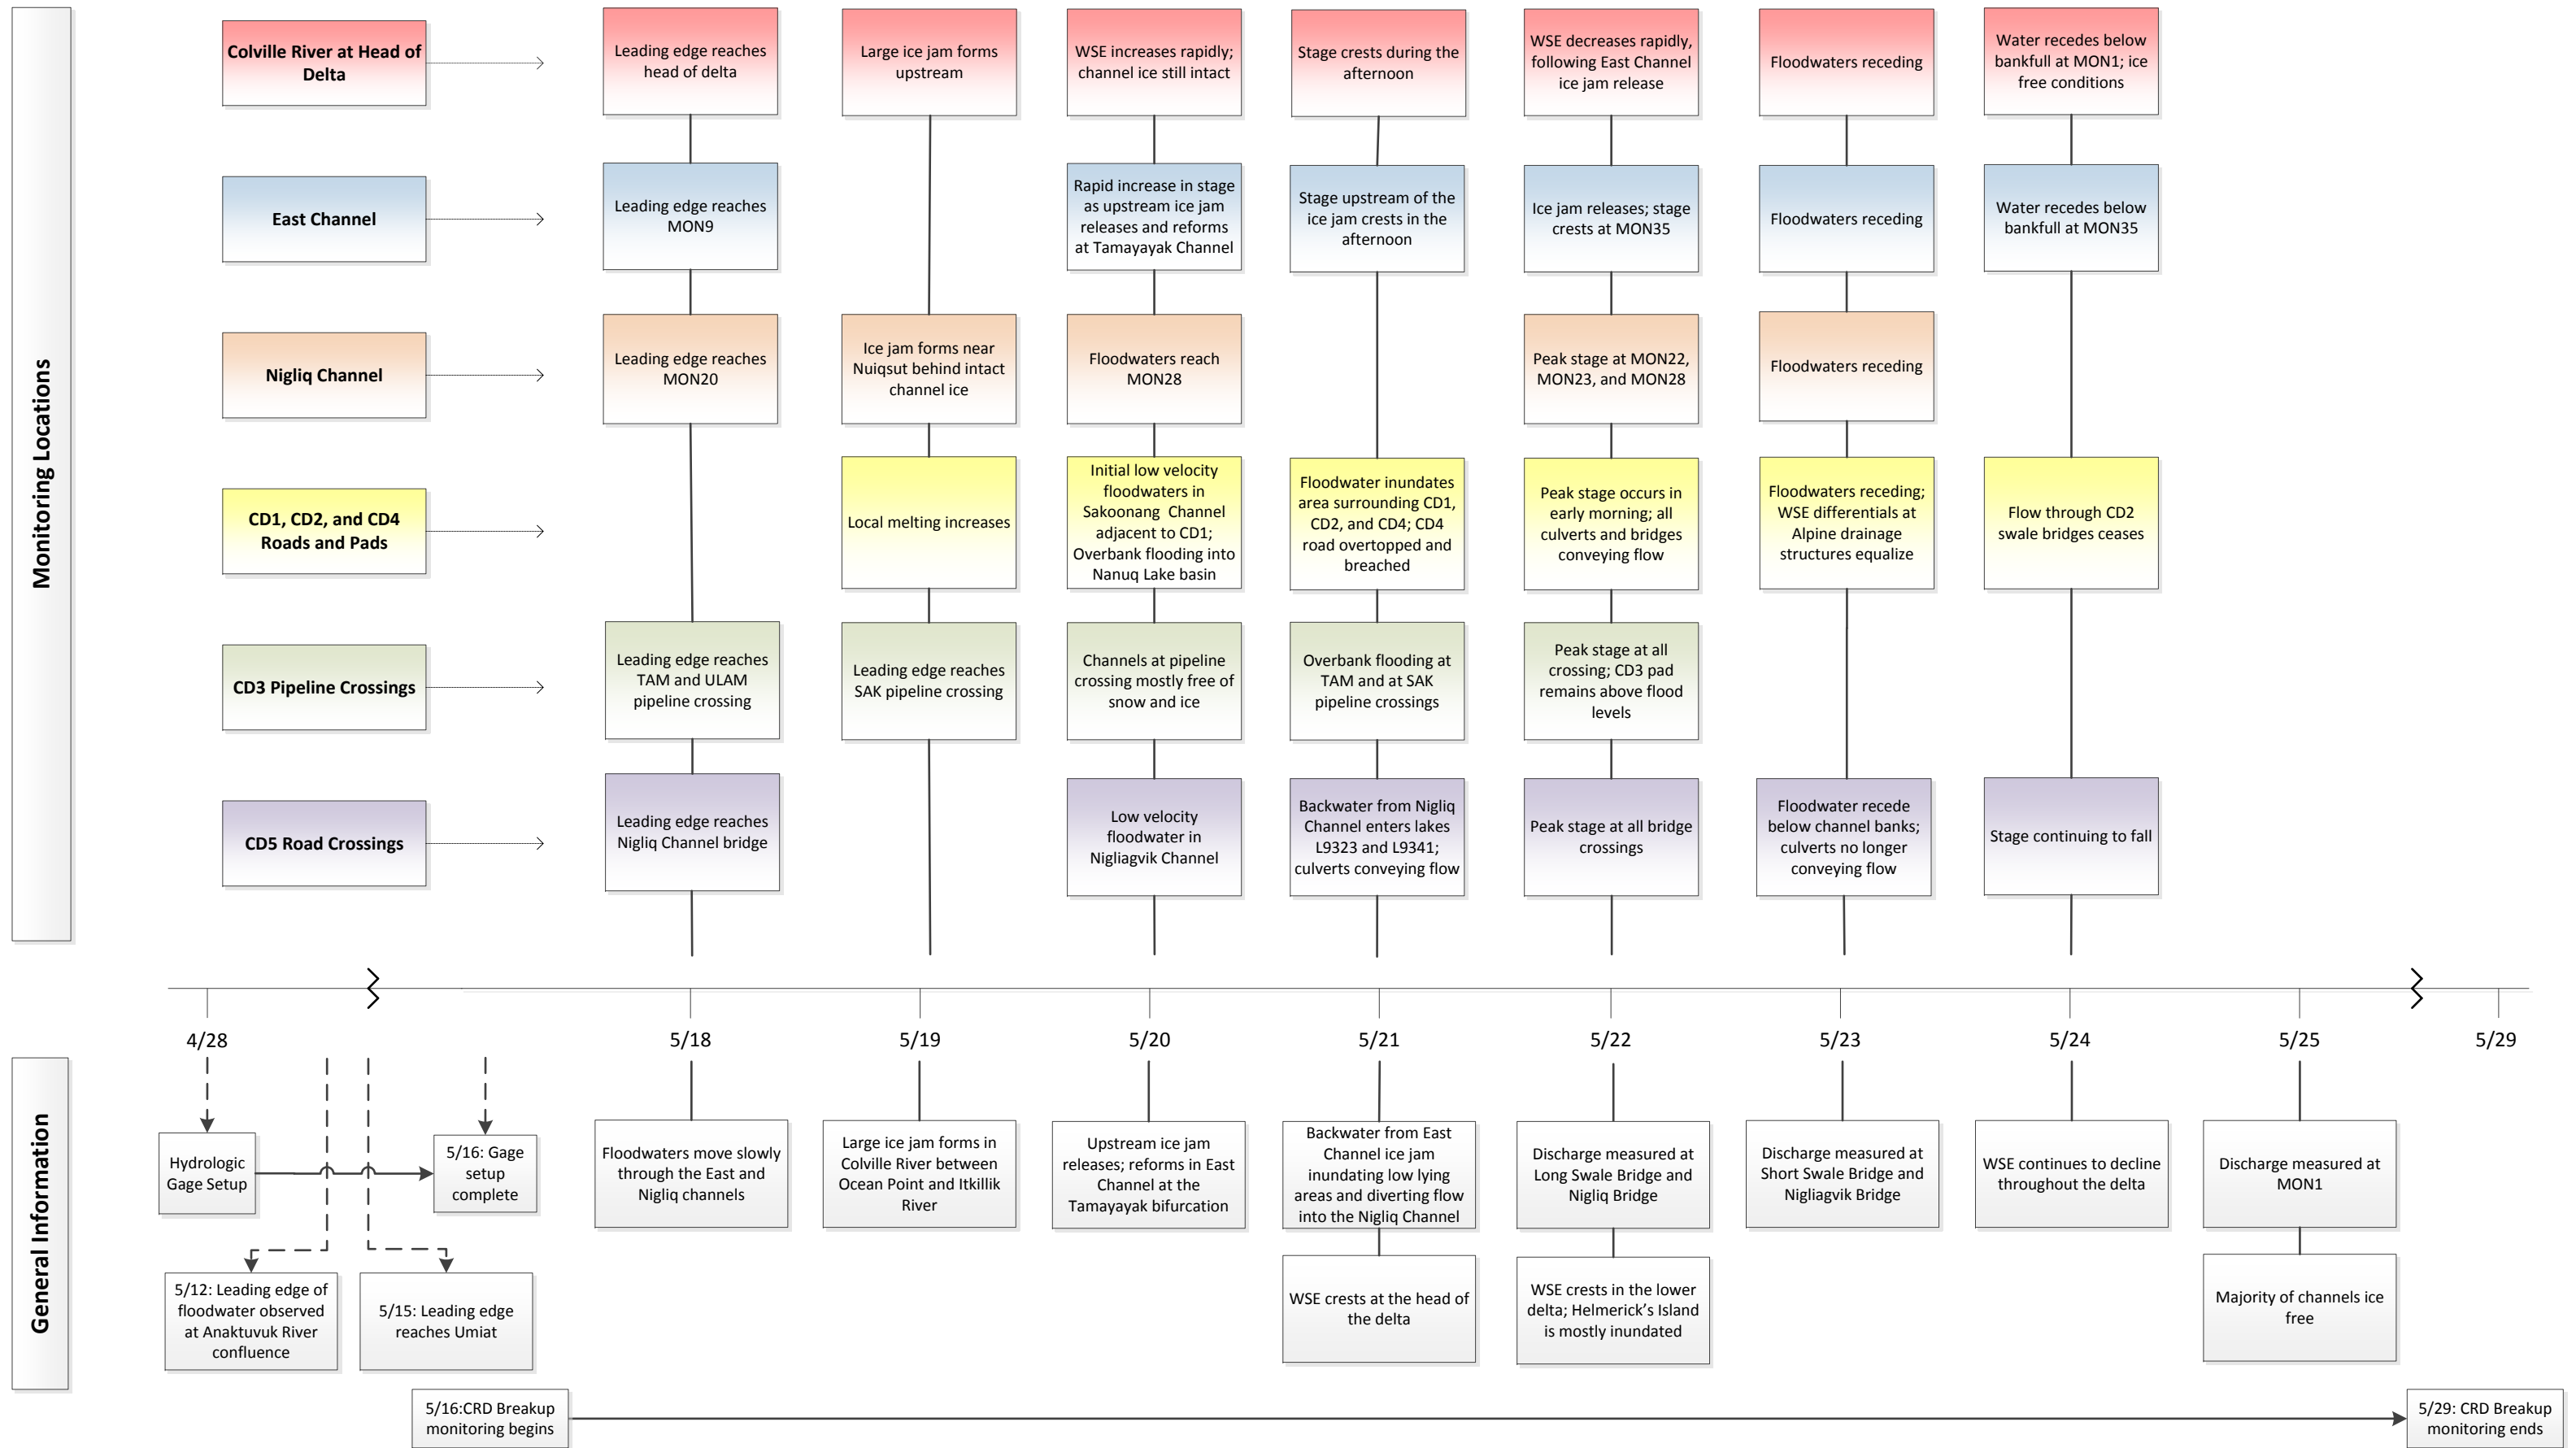 Monitoring Locations
Colville River at Head of
Delta
Leading edge reaches
head of delta
Large ice jam forms
upstream
WSE increases rapidly;
channel ice still intact
Stage crests during the
afternoon
WSE decreases rapidly,
following East Channel
ice jam release
Floodwaters receding
Water recedes below
bankfull at MON1; ice
free conditions
East Channel
Leading edge reaches
MON9
Rapid increase in stage
as upstream ice jam
releases and reforms
at Tamayayak Channel
Stage upstream of the
ice jam crests in the
afternoon
Ice jam releases; stage
crests at MON35
Floodwaters receding
Water recedes below
bankfull at MON35
Nigliq Channel
Leading edge reaches
MON20
Ice jam forms near
Nuiqsut behind intact
channel ice
Floodwaters reach
MON28
Peak stage at MON22,
MON23, and MON28
Floodwaters receding
CD1, CD2, and CD4
Roads and Pads
Local melting increases
Initial low velocity
floodwaters in
Sakoonang Channel
adjacent to CD1;
Overbank flooding into
Nanuq Lake basin
Floodwater inundates
area surrounding CD1,
CD2, and CD4; CD4
road overtopped and
breached
Peak stage occurs in
early morning; all
culverts and bridges
conveying flow
Floodwaters receding;
WSE differentials at
Alpine drainage
structures equalize
Flow through CD2
swale bridges ceases
CD3 Pipeline Crossings
Leading edge reaches
TAM and ULAM
pipeline crossing
Leading edge reaches
SAK pipeline crossing
Channels at pipeline
crossing mostly free of
snow and ice
Overbank flooding at
TAM and at SAK
pipeline crossings
Peak stage at all
crossing; CD3 pad
remains above flood
levels
CD5 Road Crossings
Leading edge reaches
Nigliq Channel bridge
Low velocity
floodwater in
Nigliagvik Channel
Backwater from Nigliq
Channel enters lakes
L9323 and L9341;
culverts conveying flow
Peak stage at all bridge
crossings
Floodwater recede
below channel banks;
culverts no longer
conveying flow
Stage continuing to fall
4/28
5/18
5/19
5/20
5/21
5/22
5/23
5/24
5/25
5/29
General Information
Hydrologic
Gage Setup
5/16: Gage
setup
complete
5/12: Leading edge of
floodwater observed
at Anaktuvuk River
confluence
5/15: Leading edge
reaches Umiat
Floodwaters move slowly
through the East and
Nigliq channels
Large ice jam forms in
Colville River between
Ocean Point and Itkillik
River
Upstream ice jam
releases; reforms in East
Channel at the
Tamayayak bifurcation
Backwater from East
Channel ice jam
inundating low lying
areas and diverting flow
into the Nigliq Channel
WSE crests at the head of
the delta
Discharge measured at
Long Swale Bridge and
Nigliq Bridge
WSE crests in the lower
delta; Helmerick's Island
is mostly inundated
Discharge measured at
Short Swale Bridge and
Nigliagvik Bridge
WSE continues to decline
throughout the delta
Discharge measured at
MON1
Majority of channels ice
free
5/16:CRD Breakup
monitoring begins
5/29: CRD Breakup
monitoring ends